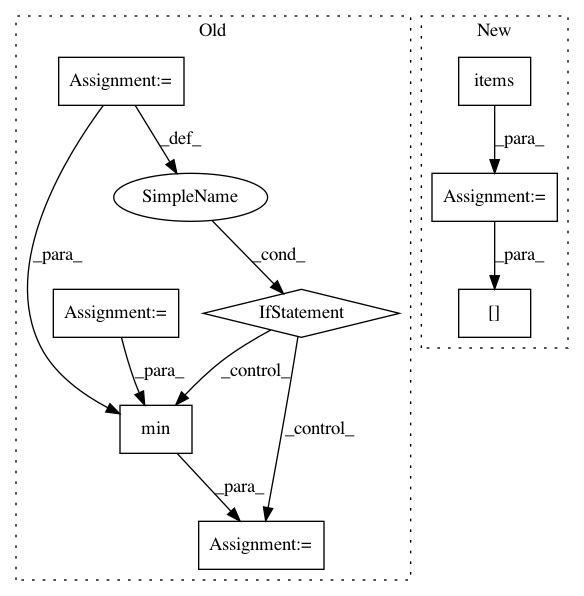 Old
New
Assignment:=
items
_def_
_para_
SimpleName
Assignment:=
_para_
_cond_
_para_
Assignment:=
IfStatement
[]
_para_
_control_
min
_control_
_para_
Assignment:=